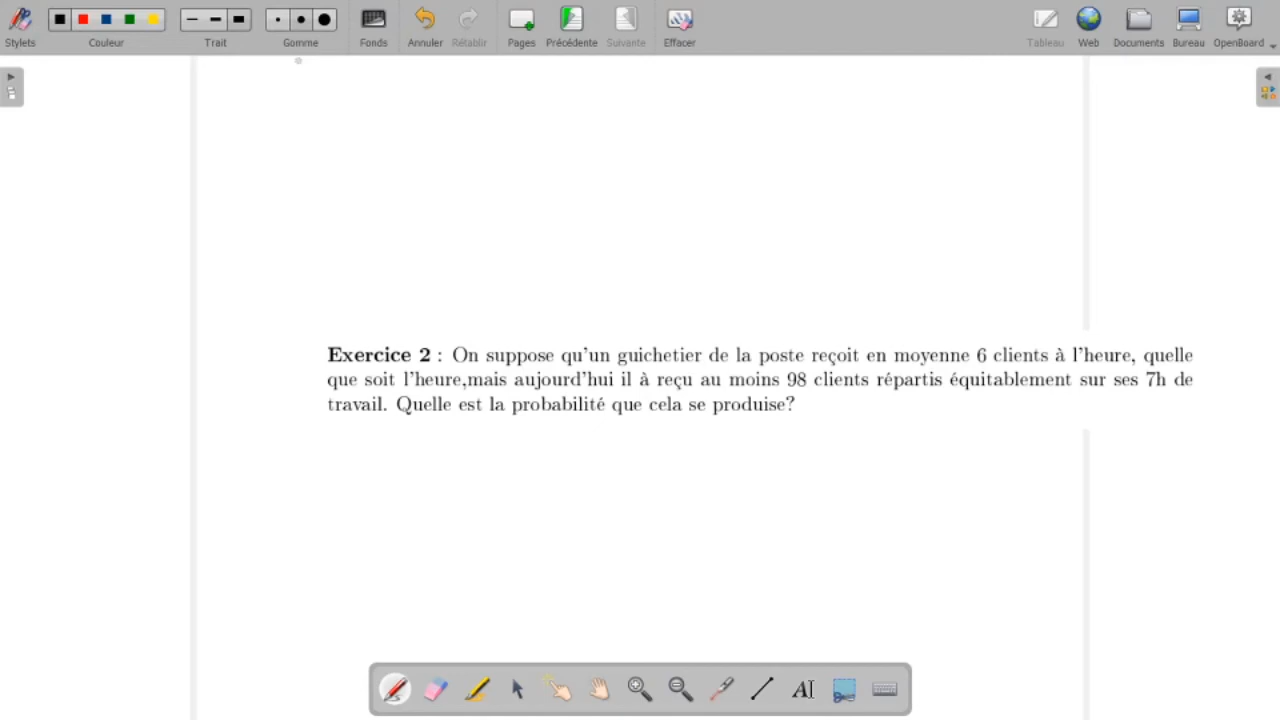 Stylets Couleur Trait Gomme Fonds Annuler Rétablir Pages Précédente Suivante Effacer Tableau Web Documents Bureau OpenBoard
Exercice 2 : On suppose qu'un guichetier de la poste reçoit en moyenne 6 clients à l'heure, quelle
que soit l'heure,mais aujourd'hui il à reçu au moins 98 clients répartis équitablement sur ses 7h de
travail. Quelle est la probabilité que cela se produise?
AI